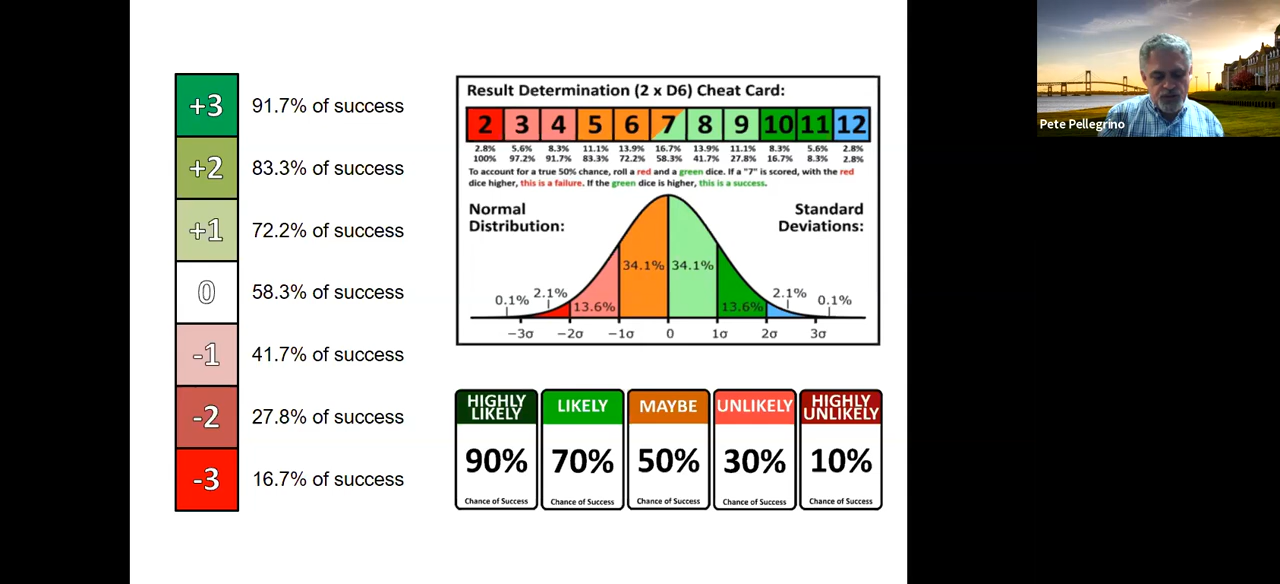 +3 91.7% of success
+2 83.3% of success
+1 72.2% of success
0 58.3% of success
-1 41.7% of success
-2 27.8% of success
-3 16.7% of success
Result Determination (2 x D6) Cheat Card:
2 3 4 5 6 7 8 9 10 11 12
2.8% 5.6% 8.3% 11.1% 13.9% 16.7% 13.9% 11.1% 8.3% 5.6% 2.8%
100% 97.2% 91.7% 83.3% 72.2% 58.3% 41.7% 27.8% 16.7% 8.3% 2.8%
To account for a true 50% chance, roll a red and a green dice. If a "7" is scored, with the red
dice higher, this is a failure. If the green dice is higher, this is a success.
Normal
Distribution:
Standard
Deviations:
34.1% 34.1%
0.1% 2.1% 13.6% 13.6% 2.1% 0.1%
−3σ −2σ −1σ 0 1σ 2σ 3σ
HIGHLY
LIKELY
90%
Chance of Success
LIKELY
70%
Chance of Success
MAYBE
50%
Chance of Success
UNLIKELY
30%
Chance of Success
HIGHLY
UNLIKELY
10%
Chance of Success
Pete Pellegrino